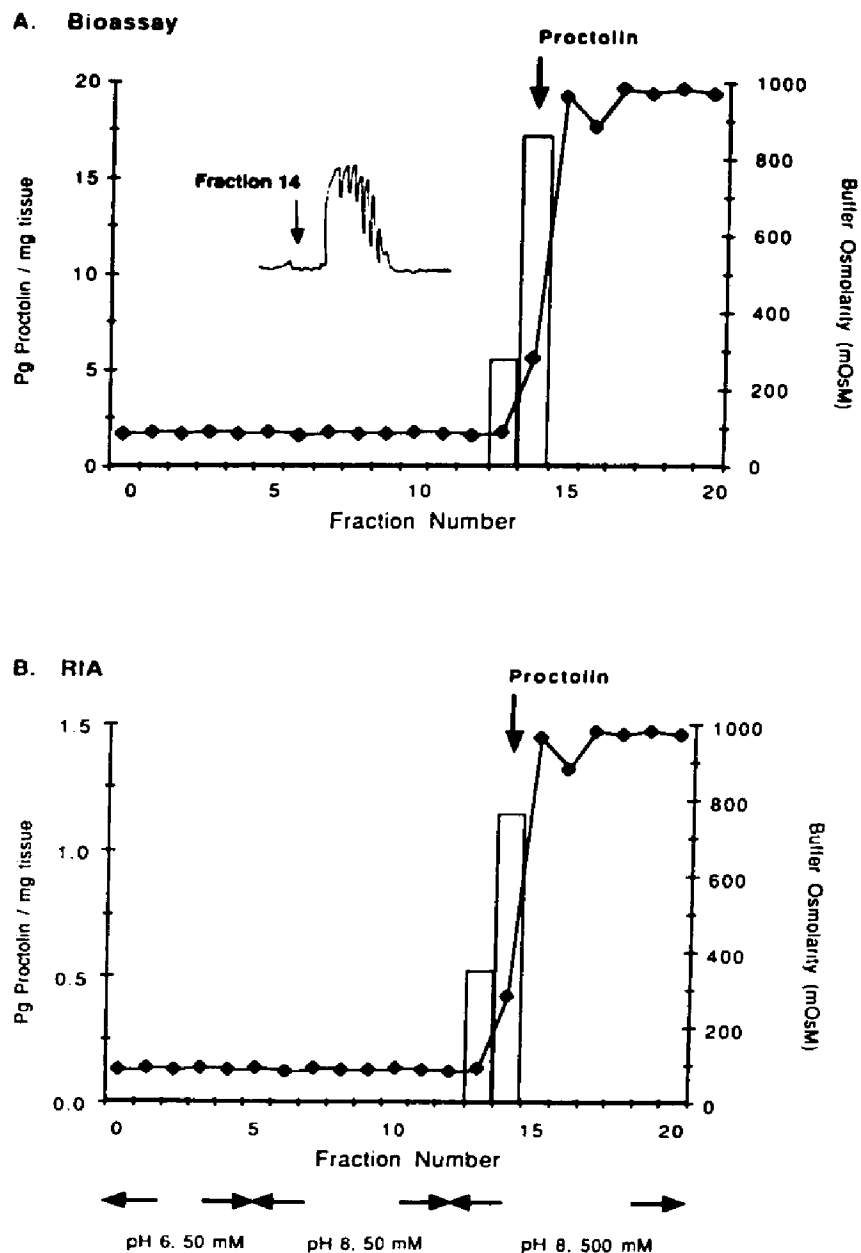 A. Bioassay
Proctolin
20
15
10
5
0
Pg Proctolin / mg tissue
Fraction 14
1000
800
600
400
200
0
Buffer Osmolarity (mOsM)
0 5 10 15 20
Fraction Number
B. RIA
Proctolin
1.5
1.0
0.5
0.0
Pg Proctolin / mg tissue
1000
800
600
400
200
0
Buffer Osmolarity (mOsM)
0 5 10 15 20
Fraction Number
pH 6, 50 mM pH 8, 50 mM pH 8, 500 mM